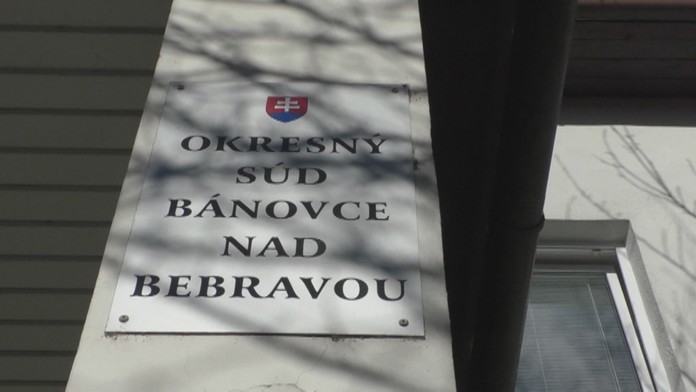 OKRESNÝ
SÚD
BÁNOVCE
NAD
BEBRAVOU